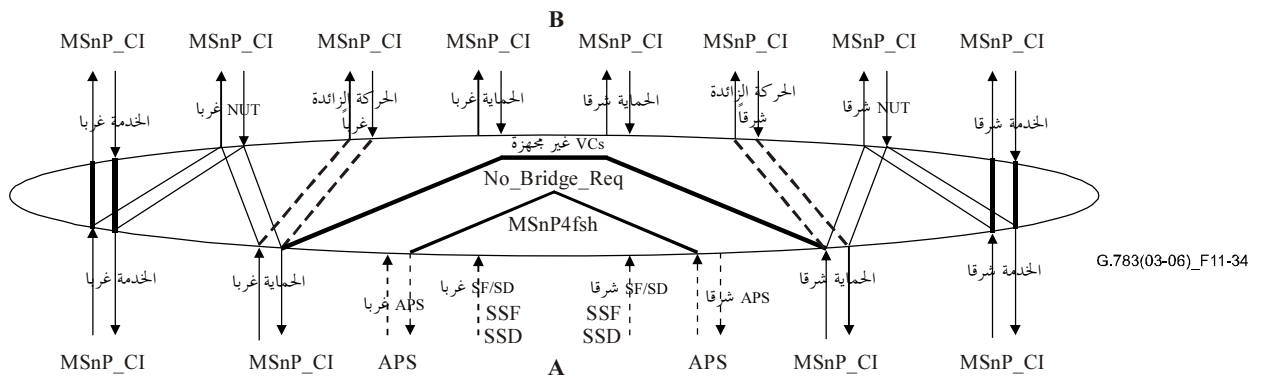 B
MSnP_CI MSnP_CI MSnP_CI MSnP_CI MSnP_CI MSnP_CI MSnP_CI MSnP_CI
الخدمة غربا
NUT غربا
الحركة الزائدة
غرباً
الحماية غربا
الحماية شرقا
الحركة الزائدة
شرقاً
NUT شرقا
الخدمة شرقا
VCs غير مجهزة
No_Bridge_Req
MSnP4fsh
الخدمة غربا
الحماية غربا
APS غربا
SF/SD غربا
SF/SD شرقا
APS شرقا
الحماية شرقا
الخدمة شرقا
G.783(03-06)_F11-34
SSF SSF
SSD SSD
MSnP_CI MSnP_CI APS APS MSnP_CI MSnP_CI
A